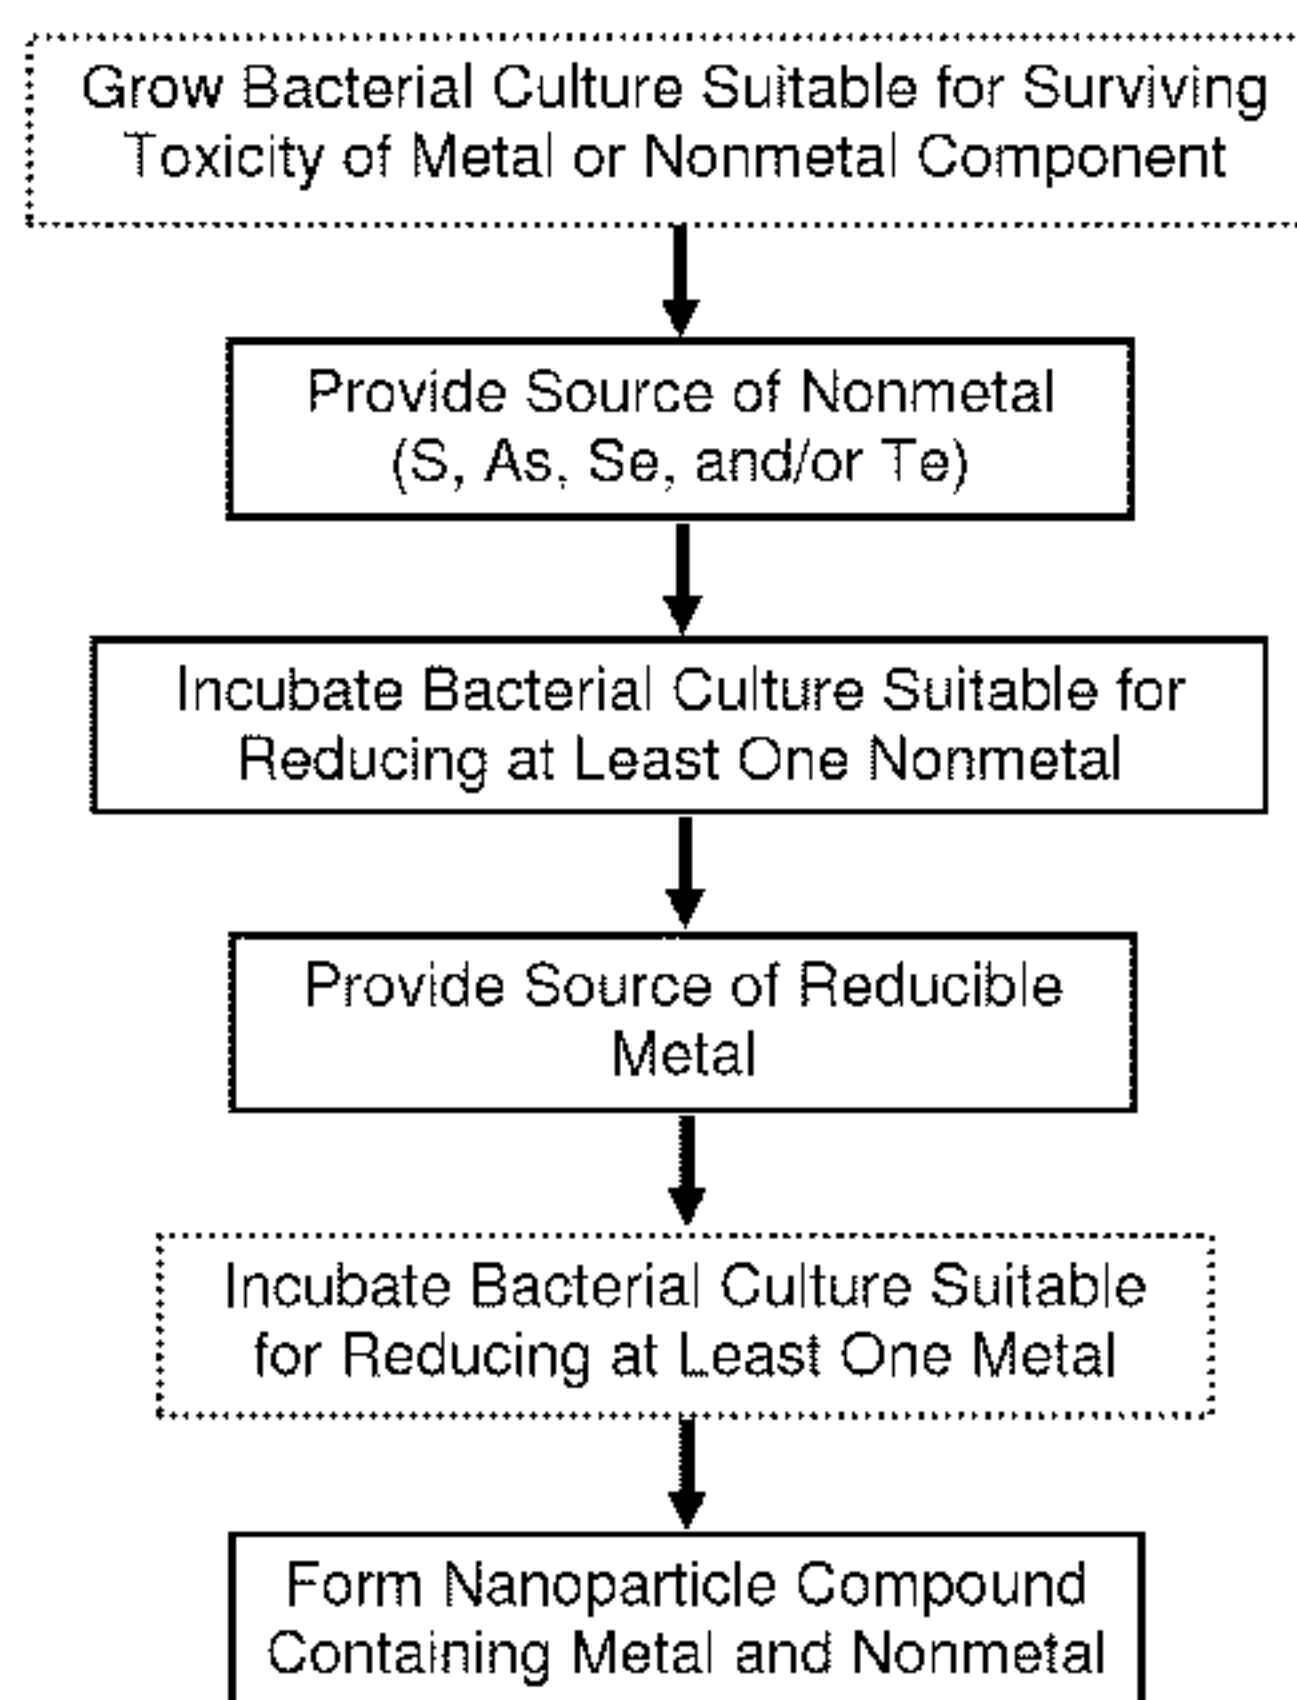 Grow Bacterial Culture Suitable for Surviving
Toxicity of Metal or Nonmetal Component
Provide Source of Nonmetal
(S, As, Se, and/or Te)
Incubate Bacterial Culture Suitable for
Reducing at Least One Nonmetal
Provide Source of Reducible
Metal
Incubate Bacterial Culture Suitable
for Reducing at Least One Metal
Form Nanoparticle Compound
Containing Metal and Nonmetal